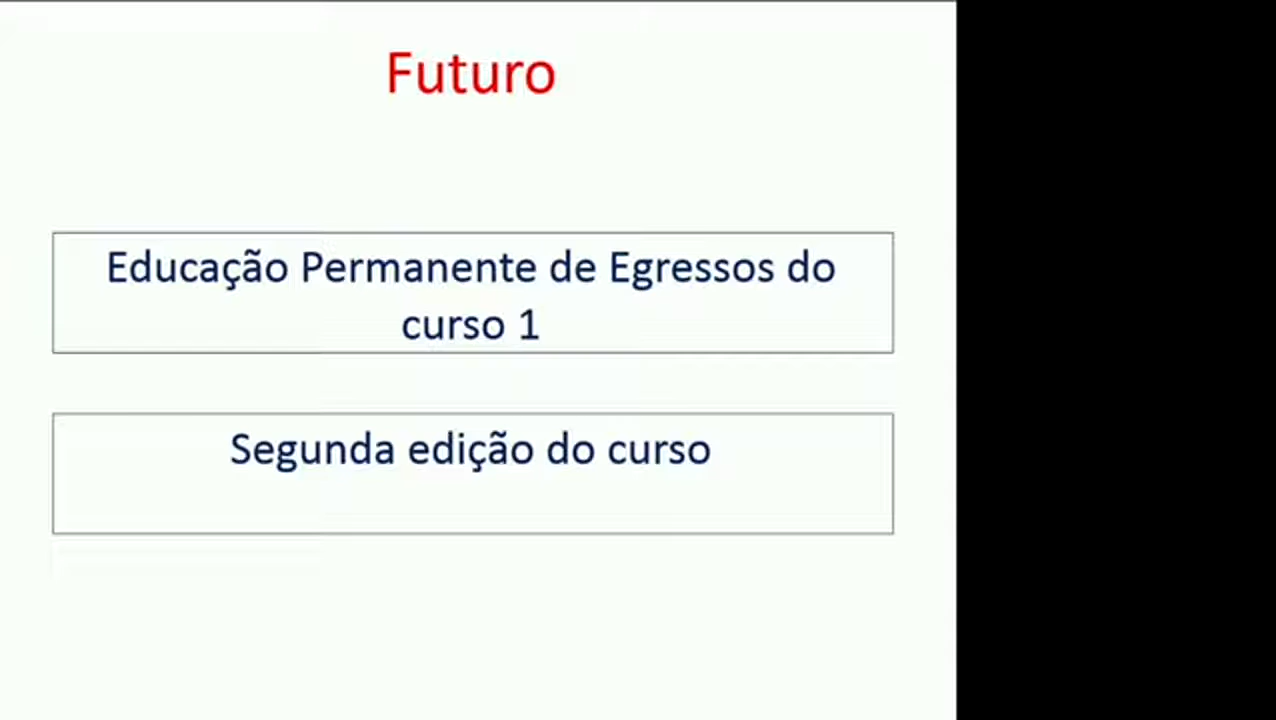 Futuro
Educação Permanente de Egressos do
curso 1
Segunda edição do curso